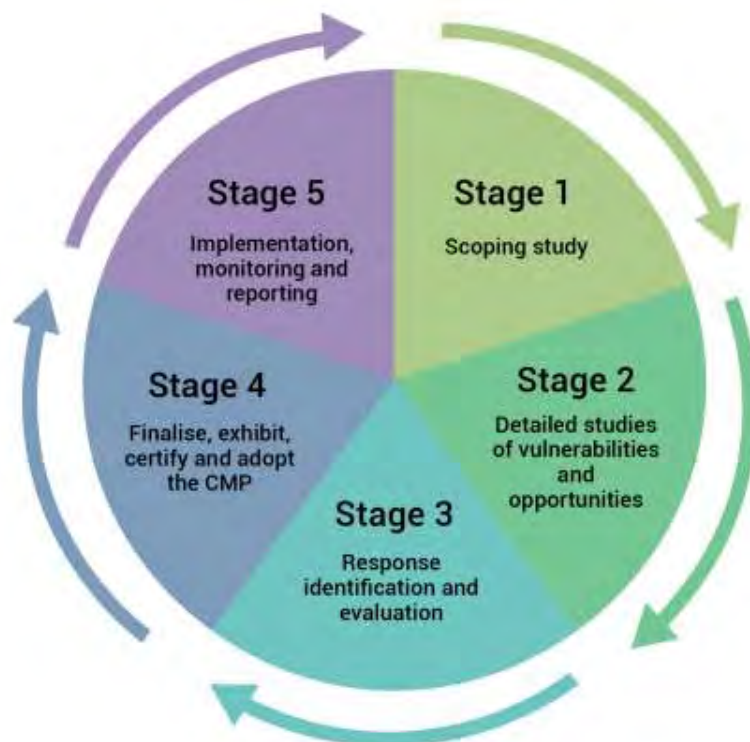 Stage 1
Scoping study
Stage 2
Detailed studies
of vulnerabilities
and
opportunities
Stage 3
Response
identification and
evaluation
Stage 4
Finalise, exhibit,
certify and adopt
the CMP
Stage 5
Implementation,
monitoring and
reporting